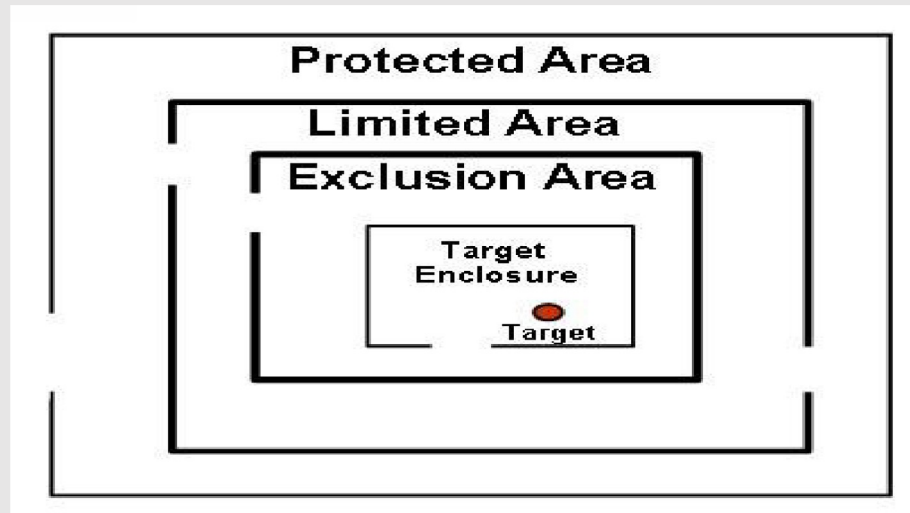 Protected Area
Limited Area
Exclusion Area
Target
Enclosure
Target